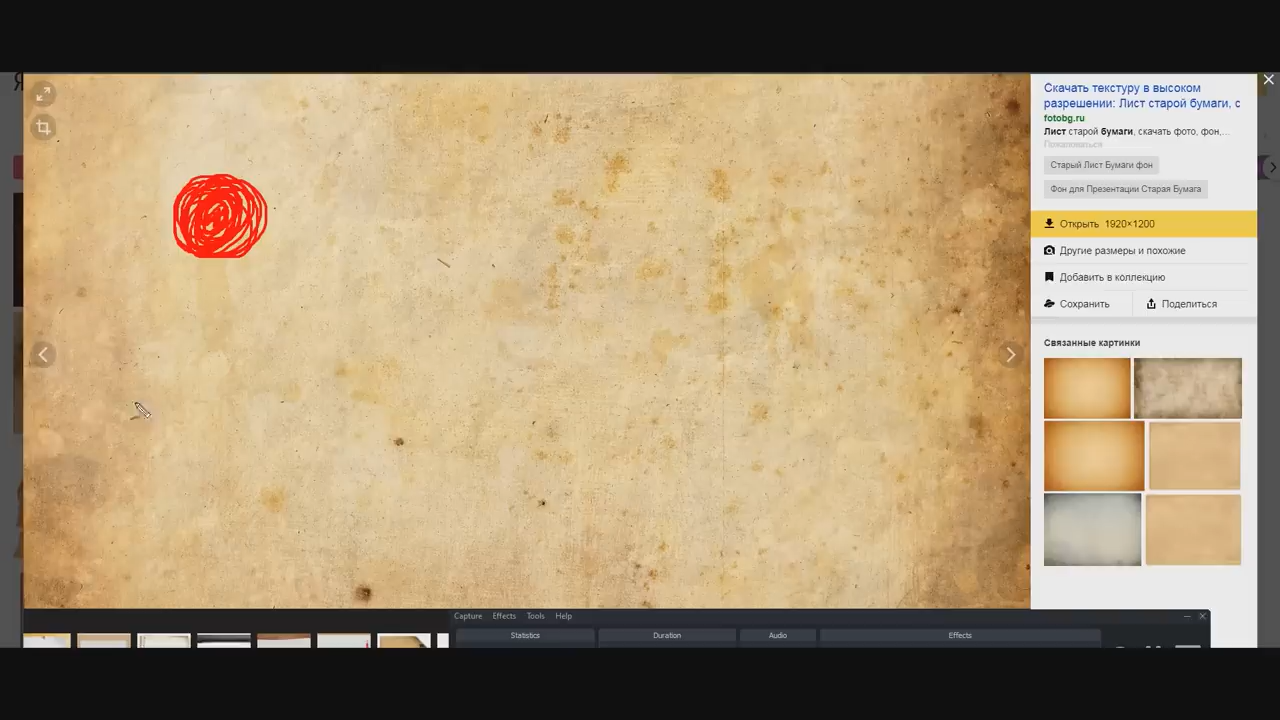 Я
Скачать текстуру в высоком
разрешении: Лист старой бумаги, с
fotobg.ru
Лист старой бумаги, скачать фото, фон,...
Пожаловаться
Старый Лист Бумаги фон
Фон для Презентации Старая Бумага
Открыть 1920×1200
Другие размеры и похожие
Добавить в коллекцию
Сохранить Поделиться
Связанные картинки
Capture Effects Tools Help
Statistics Duration Audio Effects